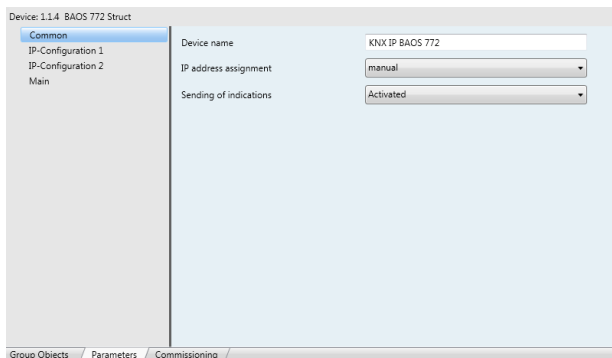 Device: 1.1.4 BAOS 772 Struct
Common
IP-Configuration 1
IP-Configuration 2
Main
Device name KNX IP BAOS 772
IP address assignment manual
Sending of indications Activated
Group Objects / Parameters / Commissioning /